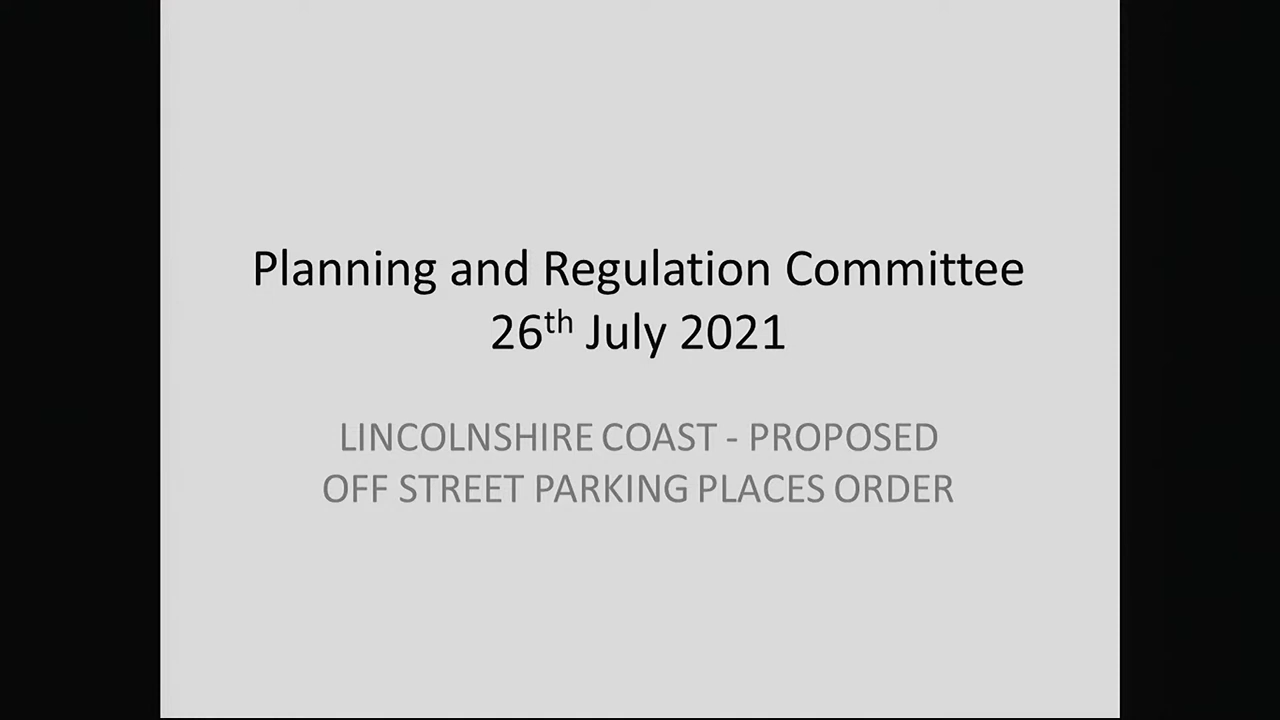 Planning and Regulation Committee
26th July 2021
LINCOLNSHIRE COAST - PROPOSED
OFF STREET PARKING PLACES ORDER